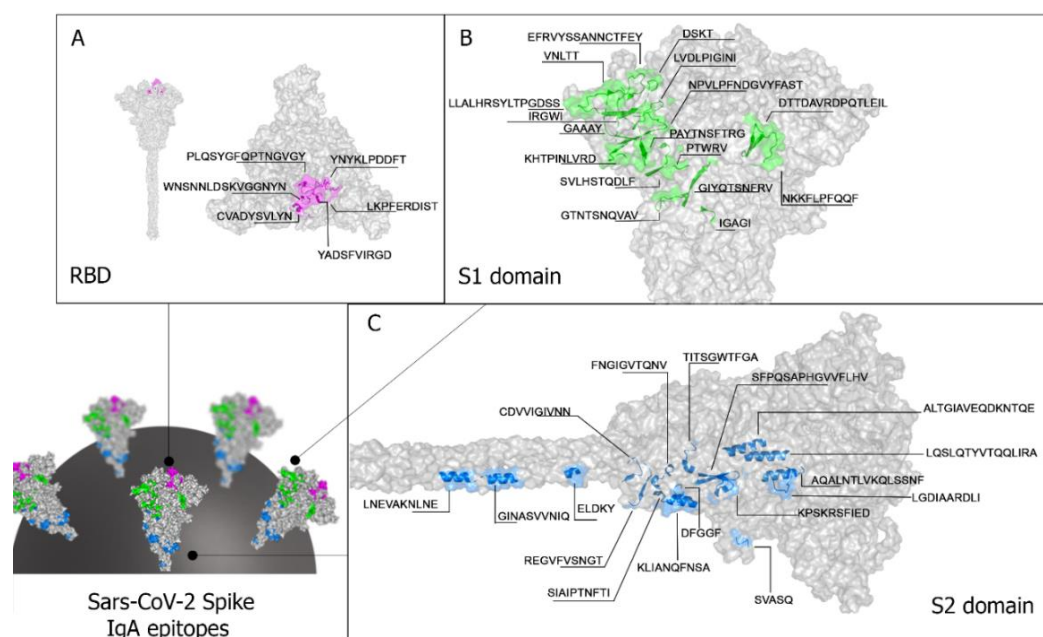 A
PLQSYGFQPTNGVGY
YNYKLPDDFT
WNSNNLDSKVGGNYN
CVADYSVLYN
LKPFERDIST
YADSFVIRGD
RBD
B
EFRVYSSANNCTFEY
DSKT
VNLTT
LVDLPIGINI
NPVLPFNDGVYFAST
LLALHRSYLTPGDSS
DTTDAVRDPQTLEIL
IRGWI
GAAAY
PAYTNSFTRG
PTWRV
KHTPINLVRD
SVLHSTQDLF
GIYQTSNFRV
NKKFLPFQQF
GTNTSNQVAV
IGAGI
S1 domain
C
FNGIGVTQNV
TITSGWTFGA
SFPQSAPHGVVFLHV
CDVVIGIVNN
ALTGIAVEQDKNTQE
LQSLQTYVTQQLIRA
AQALNTLVKQLSSNF
LGDIAARDLI
LNEVAKNLNE
GINASVVNIQ
ELDKY
KPSKRSFIED
DFGGF
REGVFVSNGT
KLIANQFNSA
SIAIPTNFTI
SVASQ
S2 domain
Sars-CoV-2 Spike
IgA epitopes